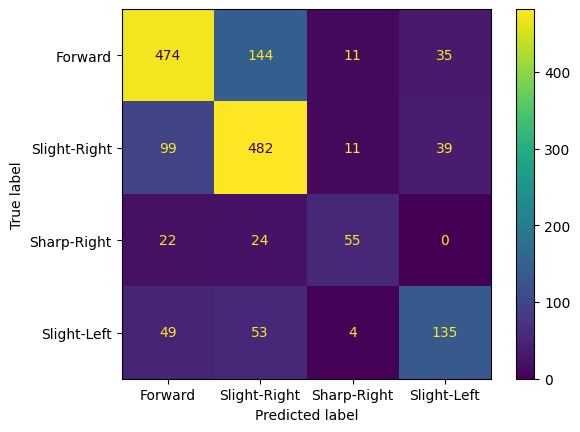 Forward 474 144 11 35
Slight-Right 99 482 11 39
Sharp-Right 22 24 55 0
Slight-Left 49 53 4 135
Forward Slight-Right Sharp-Right Slight-Left
Predicted label
True label
400
300
200
100
0